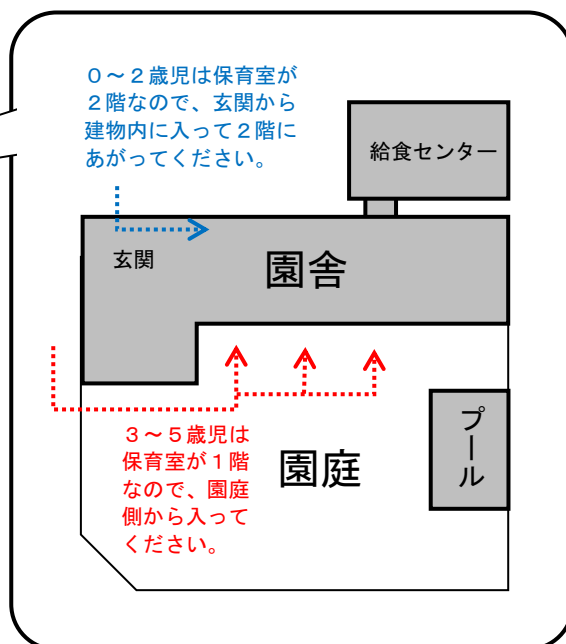 ０～２歳児は保育室が
２階なので、玄関から
建物内に入って２階に
あがってください。
給食センター
玄関
園舎
３～５歳児は
保育室が１階
なので、園庭
側から入って
ください。
園庭
プール